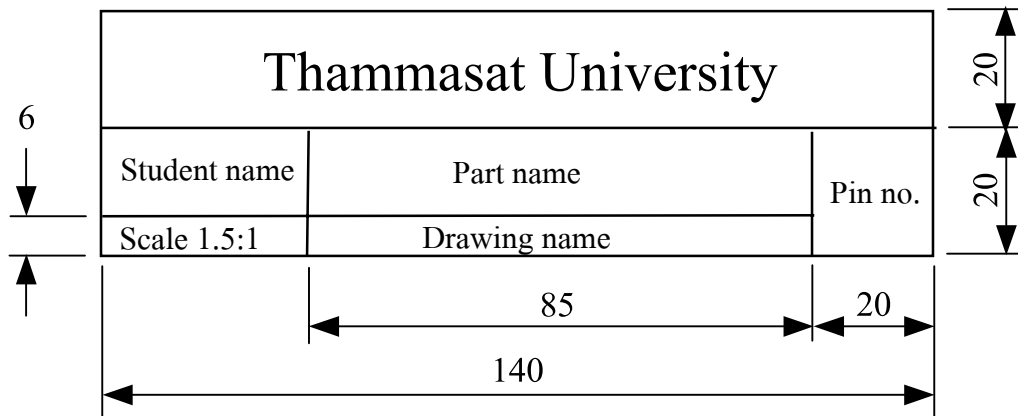 Thammasat University
20
6
Student name
Part name
Pin no.
20
Scale 1.5:1
Drawing name
85
20
140